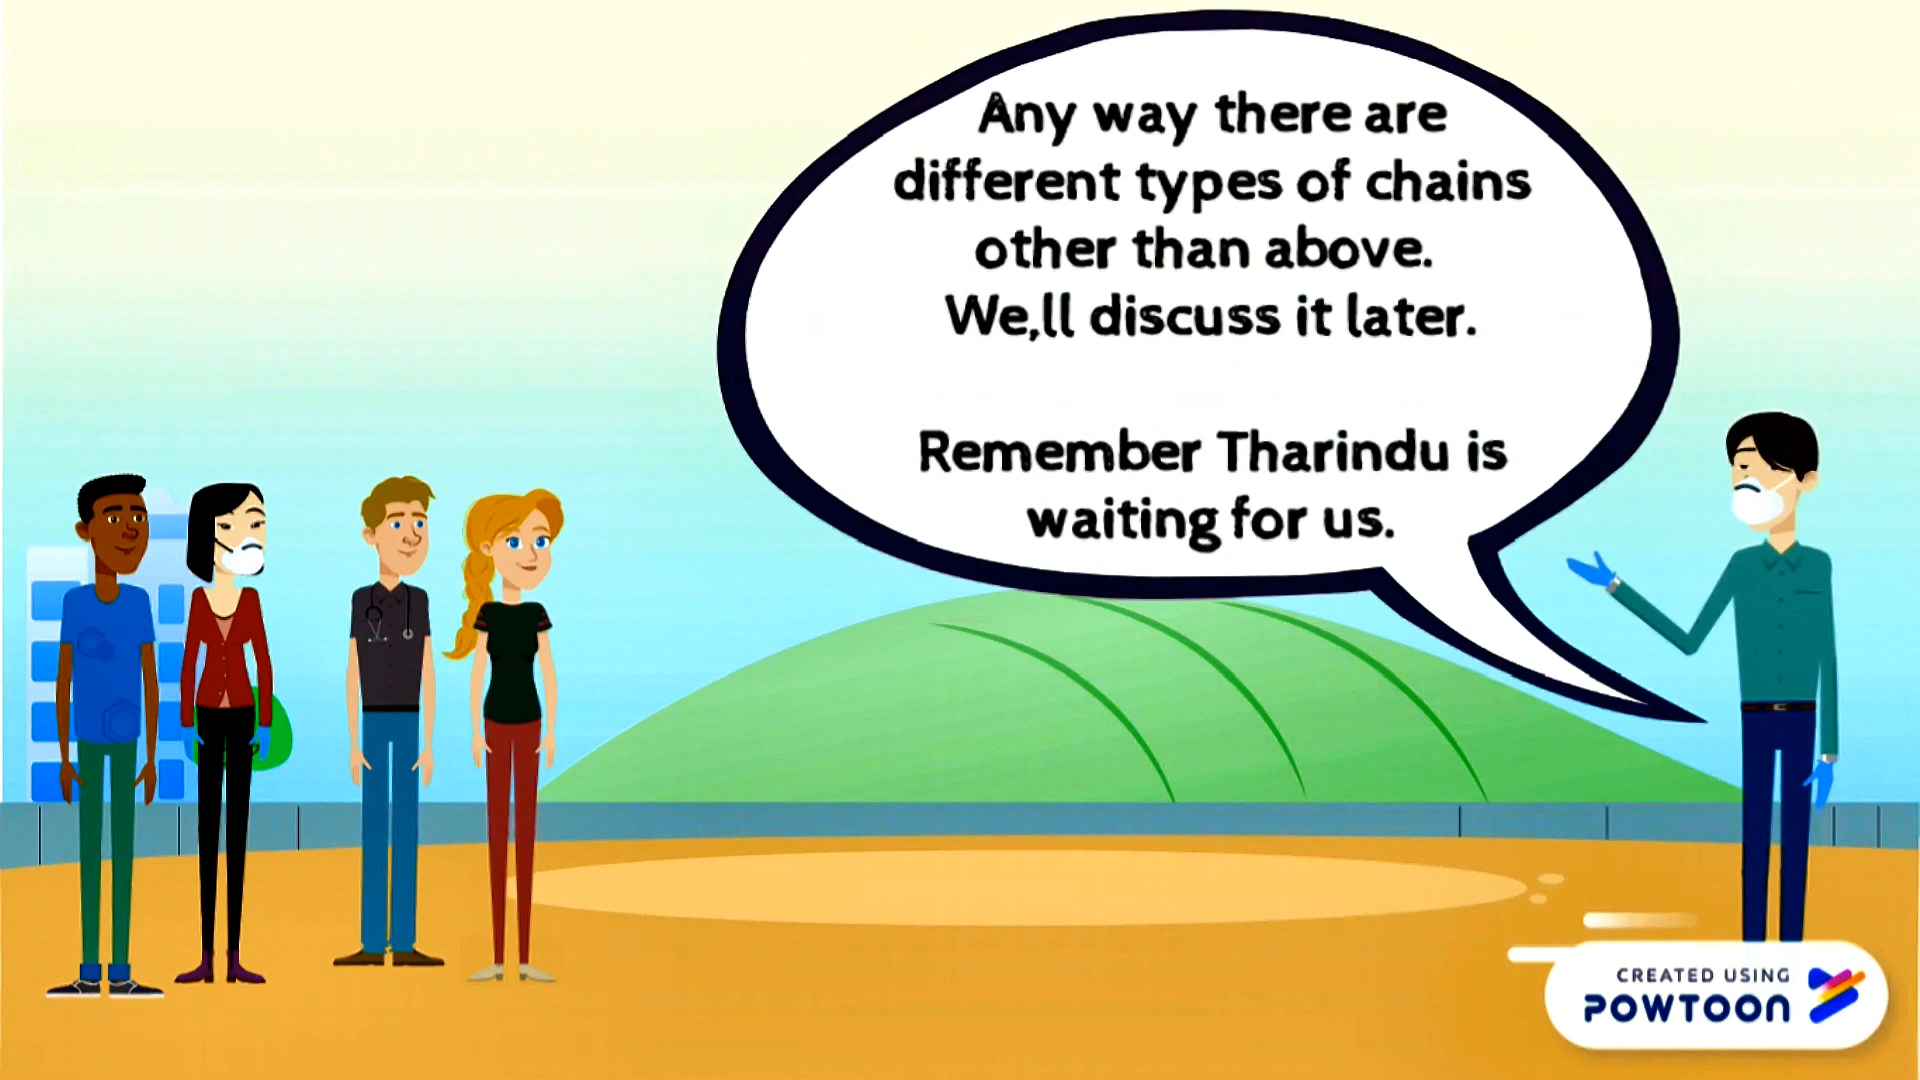 Any way there are
different types of chains
other than above.
We,ll discuss it later.
Remember Tharindu is
waiting for us.
CREATED USING
POWTOON